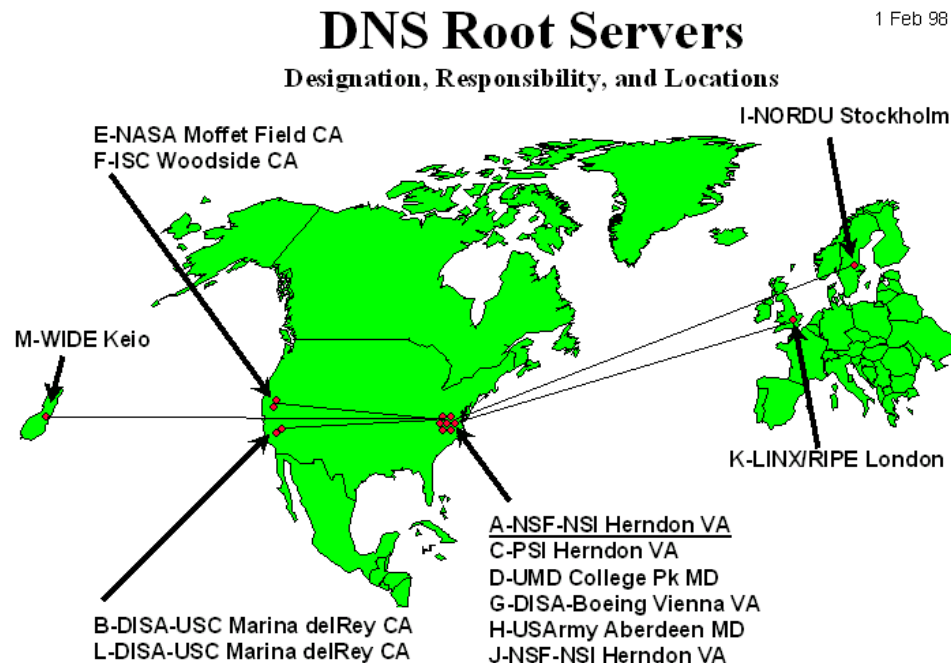 DNS Root Servers
1 Feb 98
Designation, Responsibility, and Locations
I-NORDU Stockholm
E-NASA Moffet Field CA
F-ISC Woodside CA
M-WIDE Keio
K-LINX/RIPE London
A-NSF-NSI Herndon VA
C-PSI Herndon VA
D-UMD College Pk MD
G-DISA-Boeing Vienna VA
H-USArmy Aberdeen MD
J-NSF-NSI Herndon VA
B-DISA-USC Marina delRey CA
L-DISA-USC Marina delRey CA